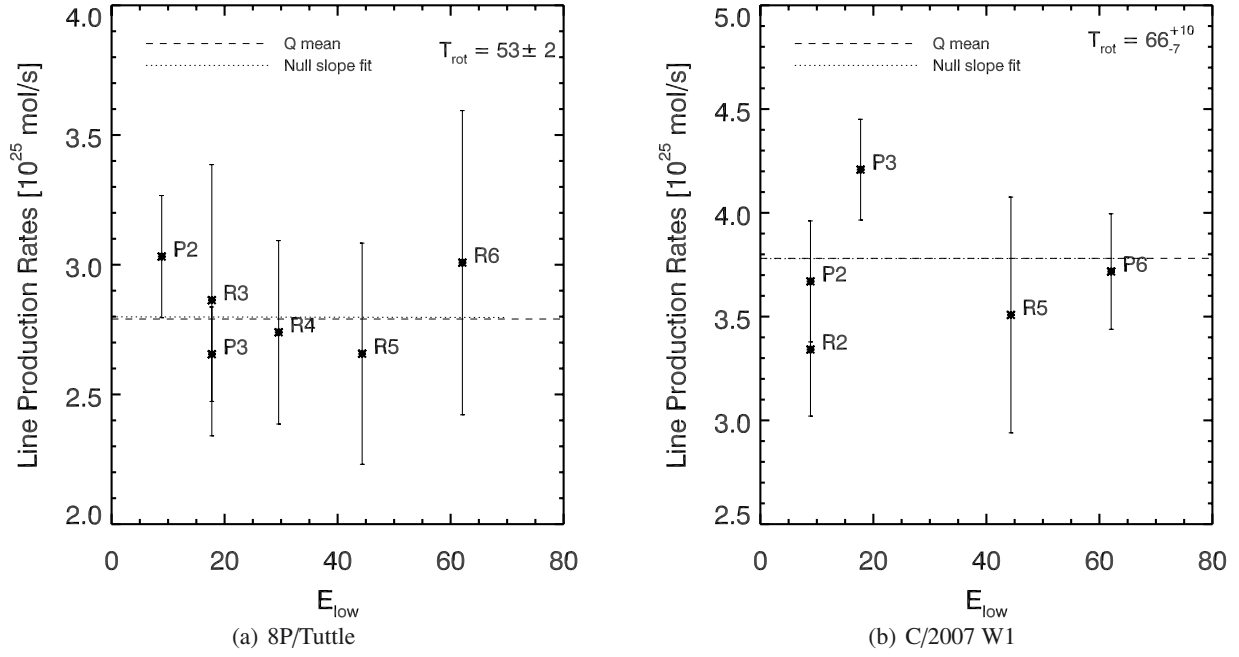 4.0
3.5
3.0
2.5
2.0
Line Production Rates [10^25 mol/s]
Q mean
Null slope fit
T_rot = 53± 2
P2
R3
P3
R4
R5
R6
0 20 40 60 80
E_low
(a) 8P/Tuttle
5.0
4.5
4.0
3.5
3.0
2.5
Line Production Rates [10^25 mol/s]
Q mean
Null slope fit
T_rot = 66^+10_-7
P3
P2
R2
R5
P6
0 20 40 60 80
E_low
(b) C/2007 W1